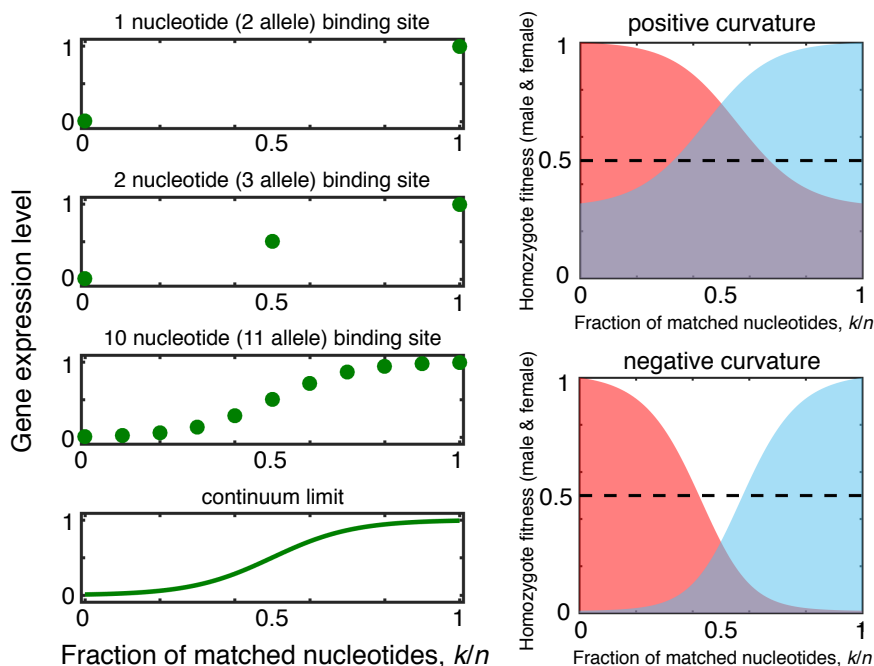 1 nucleotide (2 allele) binding site
1
0
0
0.5
1
2 nucleotide (3 allele) binding site
1
0
0
0.5
1
10 nucleotide (11 allele) binding site
1
0
0
0.5
1
continuum limit
1
0
0
0.5
1
Gene expression level
Fraction of matched nucleotides, k/n
positive curvature
Homozygote fitness (male & female)
1
0.5
0
0
0.5
1
Fraction of matched nucleotides, k/n
negative curvature
Homozygote fitness (male & female)
1
0.5
0
0
0.5
1
Fraction of matched nucleotides, k/n